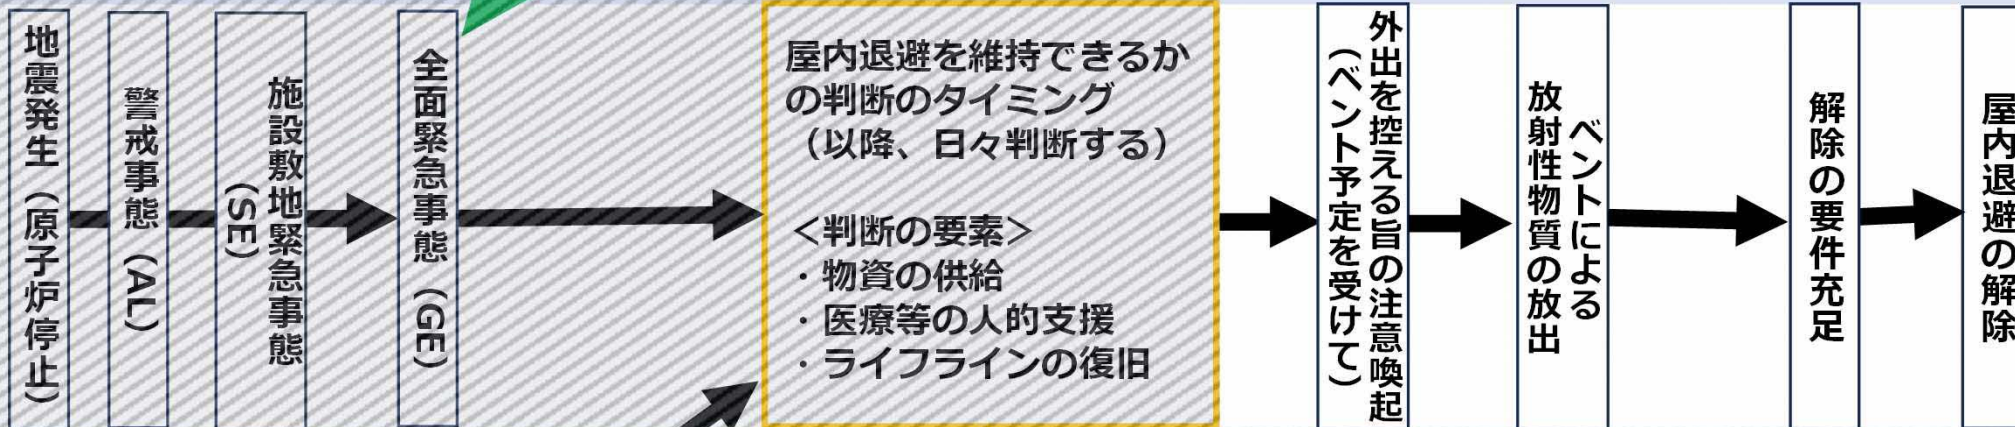 地震発生（原子炉停止）
警戒事態（AL）
施設敷地緊急事態
（SE）
全面緊急事態（GE）
屋内退避を維持できるか
の判断のタイミング
（以降、日々判断する）
＜判断の要素＞
・物資の供給
・医療等の人的支援
・ライフラインの復旧
外出を控える旨の注意喚起
（ベント予定を受けて）
ベントによる
放射性物質の放出
解除の要件充足
屋内退避の解除